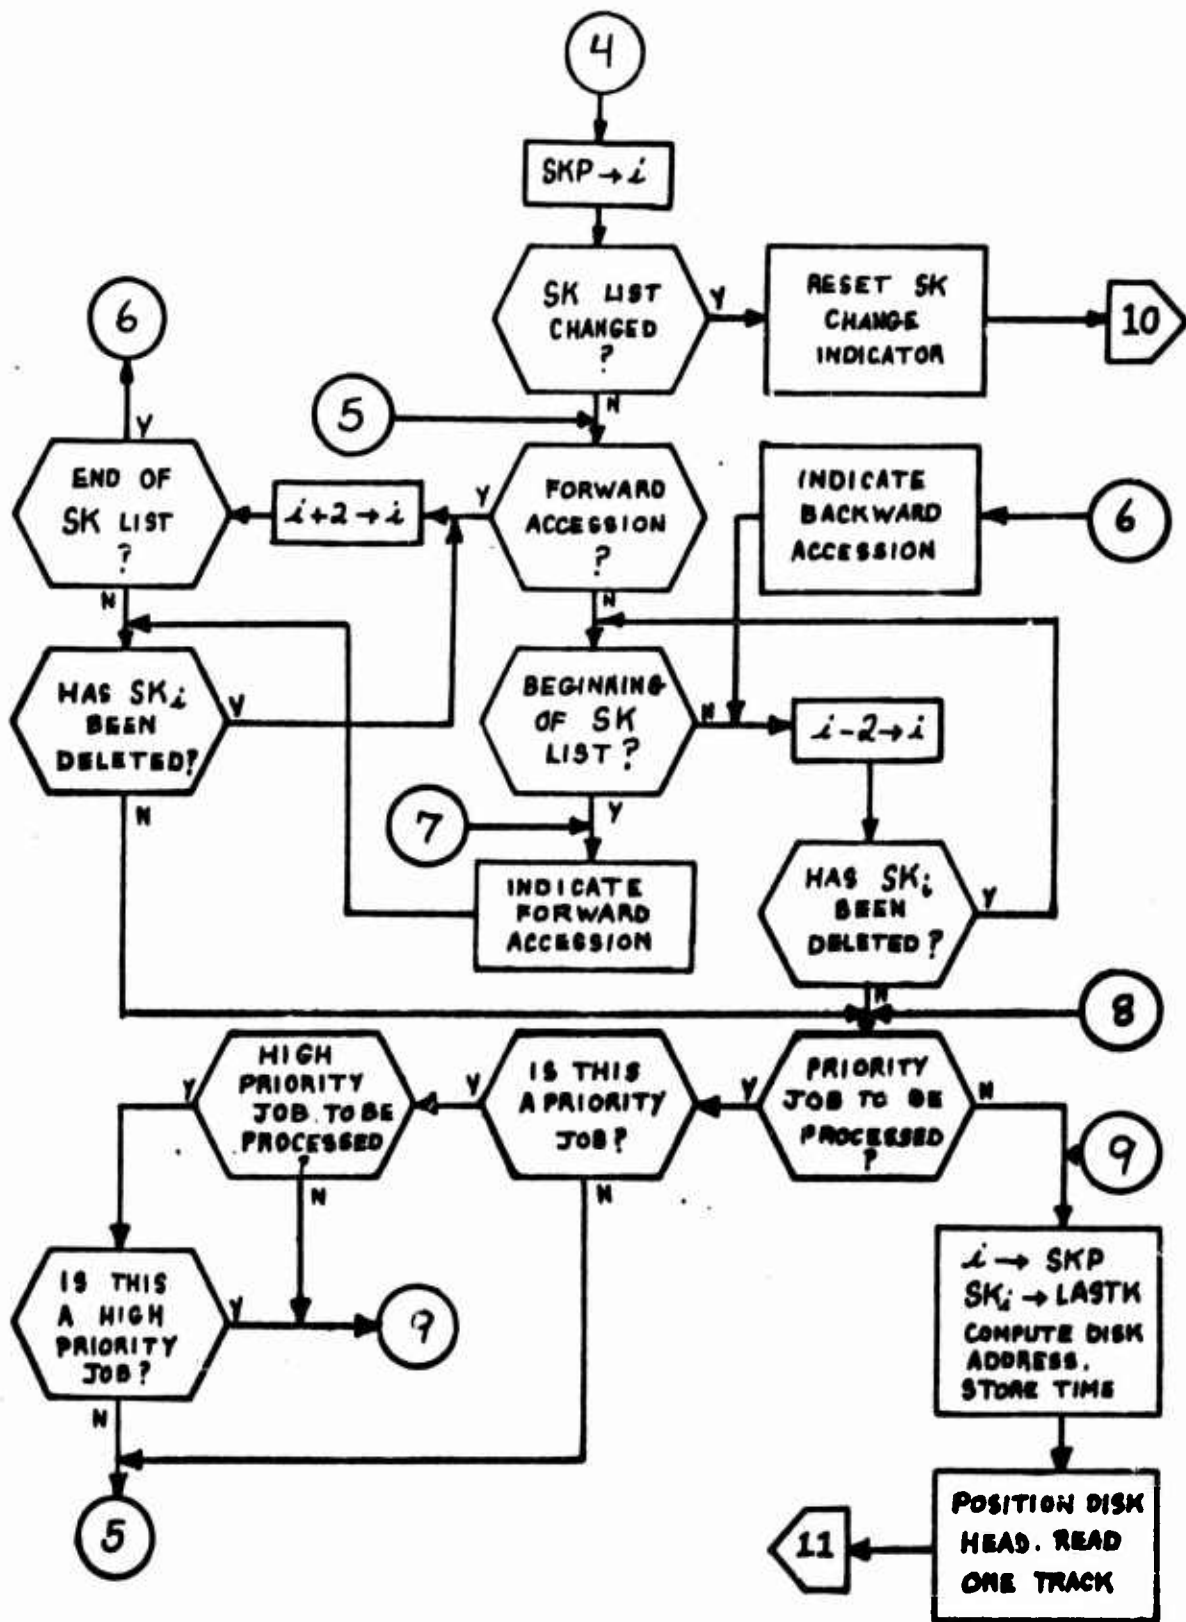 4
SKP → i
SK LIST
CHANGED
?
Y
RESET SK
CHANGE
INDICATOR
10
6
N
5
Y
END OF
SK LIST
?
i+2 → i
Y
FORWARD
ACCESSION
?
INDICATE
BACKWARD
ACCESSION
6
N
N
HAS SKi
BEEN
DELETED?
Y
BEGINNING
OF SK
LIST?
N
i-2 → i
N
Y
7
INDICATE
FORWARD
ACCESSION
HAS SKi
BEEN
DELETED?
Y
N
8
HIGH
PRIORITY
JOB TO BE
PROCESSED
?
Y
Y
IS THIS
A PRIORITY
JOB?
Y
PRIORITY
JOB TO BE
PROCESSED
?
N
9
N
N
IS THIS
A HIGH
PRIORITY
JOB?
Y
9
i → SKP
SKi → LASTK
COMPUTE DISK
ADDRESS.
STORE TIME
N
5
11
POSITION DISK
HEAD. READ
ONE TRACK